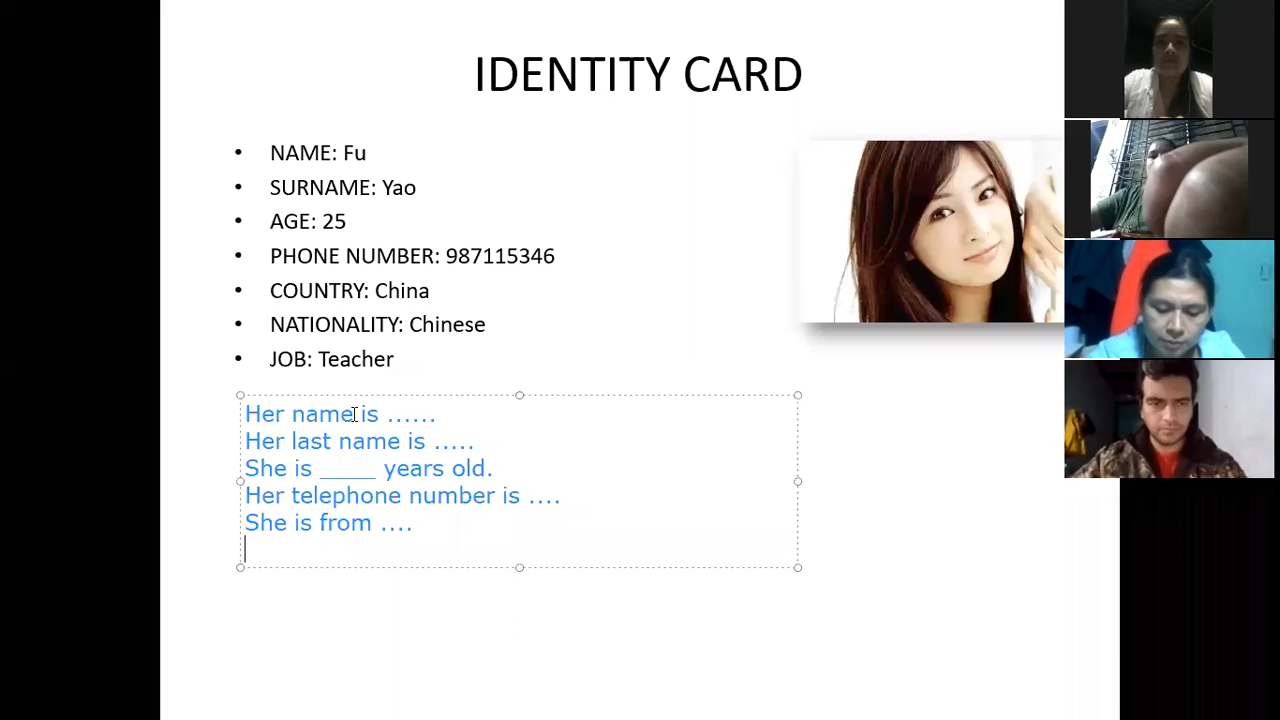 IDENTITY CARD
• NAME: Fu
• SURNAME: Yao
• AGE: 25
• PHONE NUMBER: 987115346
• COUNTRY: China
• NATIONALITY: Chinese
• JOB: Teacher
Her name is ......
Her last name is .....
She is _____ years old.
Her telephone number is ....
She is from ....